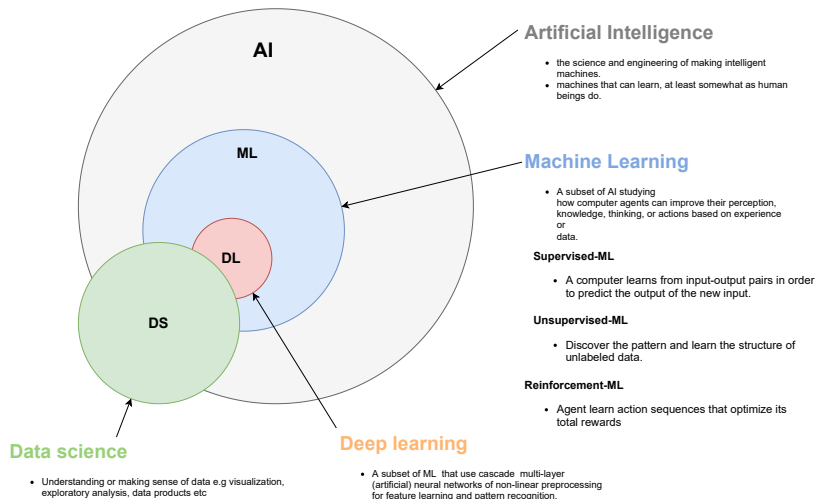 AI
ML
DL
DS
Artificial Intelligence
• the science and engineering of making intelligent
machines.
• machines that can learn, at least somewhat as human
beings do.
Machine Learning
• A subset of AI studying
how computer agents can improve their perception,
knowledge, thinking, or actions based on experience
or
data.
Supervised-ML
• A computer learns from input-output pairs in order
to predict the output of the new input.
Unsupervised-ML
• Discover the pattern and learn the structure of
unlabeled data.
Reinforcement-ML
• Agent learn action sequences that optimize its
total rewards
Data science
• Understanding or making sense of data e.g visualization,
exploratory analysis, data products etc
Deep learning
• A subset of ML that use cascade multi-layer
(artificial) neural networks of non-linear preprocessing
for feature learning and pattern recognition.